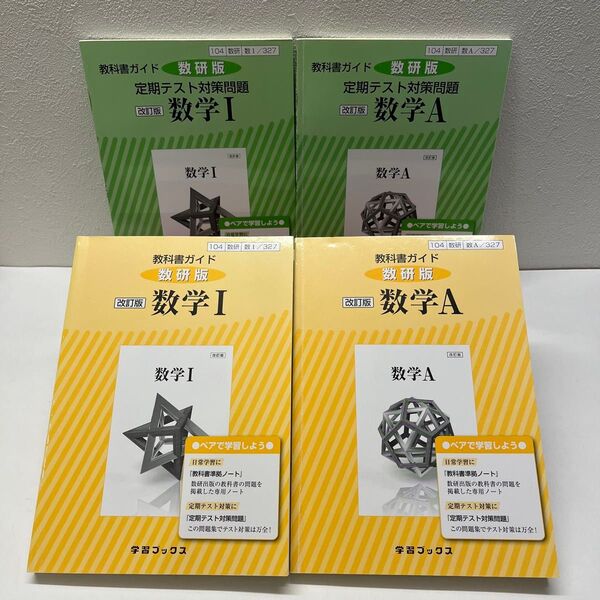 104 数研 数Ⅰ/327
教科書ガイド 数研版
定期テスト対策問題
改訂版 数学Ⅰ
改訂版
数学Ⅰ
●ペアで学習しよう●
104 数研 数A/327
教科書ガイド 数研版
定期テスト対策問題
改訂版 数学A
改訂版
数学A
●ペアで学習しよう●
104 数研 数Ⅰ/327
教科書ガイド
数研版
改訂版 数学Ⅰ
改訂版
数学Ⅰ
●ペアで学習しよう●
日常学習に
「教科書準拠ノート」
数研出版の教科書の問題を
掲載した専用ノート
定期テスト対策に
「定期テスト対策問題」
この問題集でテスト対策は万全!
学習ブックス
104 数研 数A/327
教科書ガイド
数研版
改訂版 数学A
改訂版
数学A
●ペアで学習しよう●
日常学習に
「教科書準拠ノート」
数研出版の教科書の問題を
掲載した専用ノート
定期テスト対策に
「定期テスト対策問題」
この問題集でテスト対策は万全!
学習ブックス